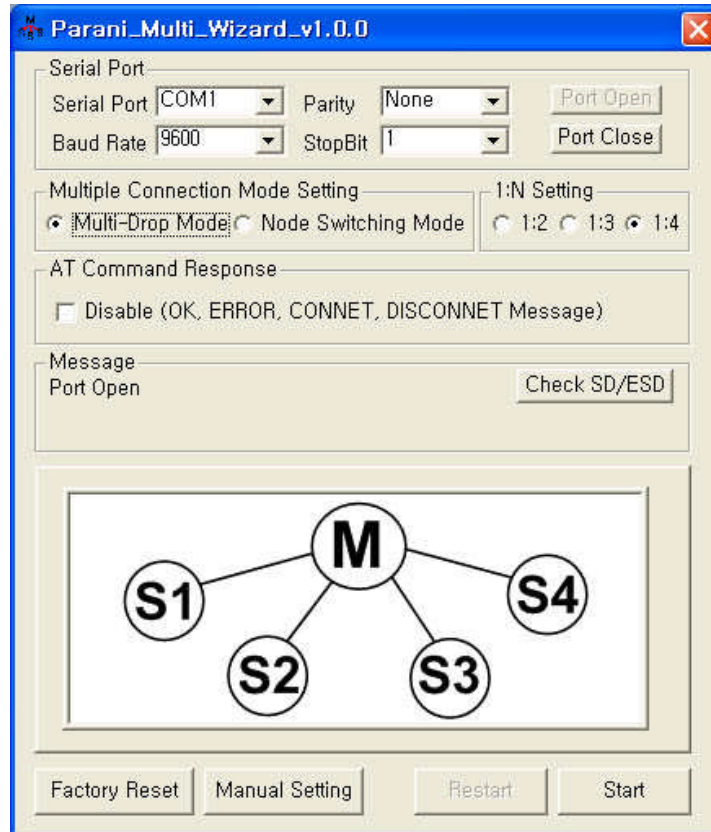 Parani_Multi_Wizard_v1.0.0
Serial Port
Serial Port COM1 Parity None Port Open
Baud Rate 9600 StopBit 1 Port Close
Multiple Connection Mode Setting 1:N Setting
Multi-Drop Mode Node Switching Mode 1:2 1:3 1:4
AT Command Response
Disable (OK, ERROR, CONNET, DISCONNET Message)
Message
Port Open Check SD/ESD
M
S1 S4
S2 S3
Factory Reset Manual Setting Restart Start